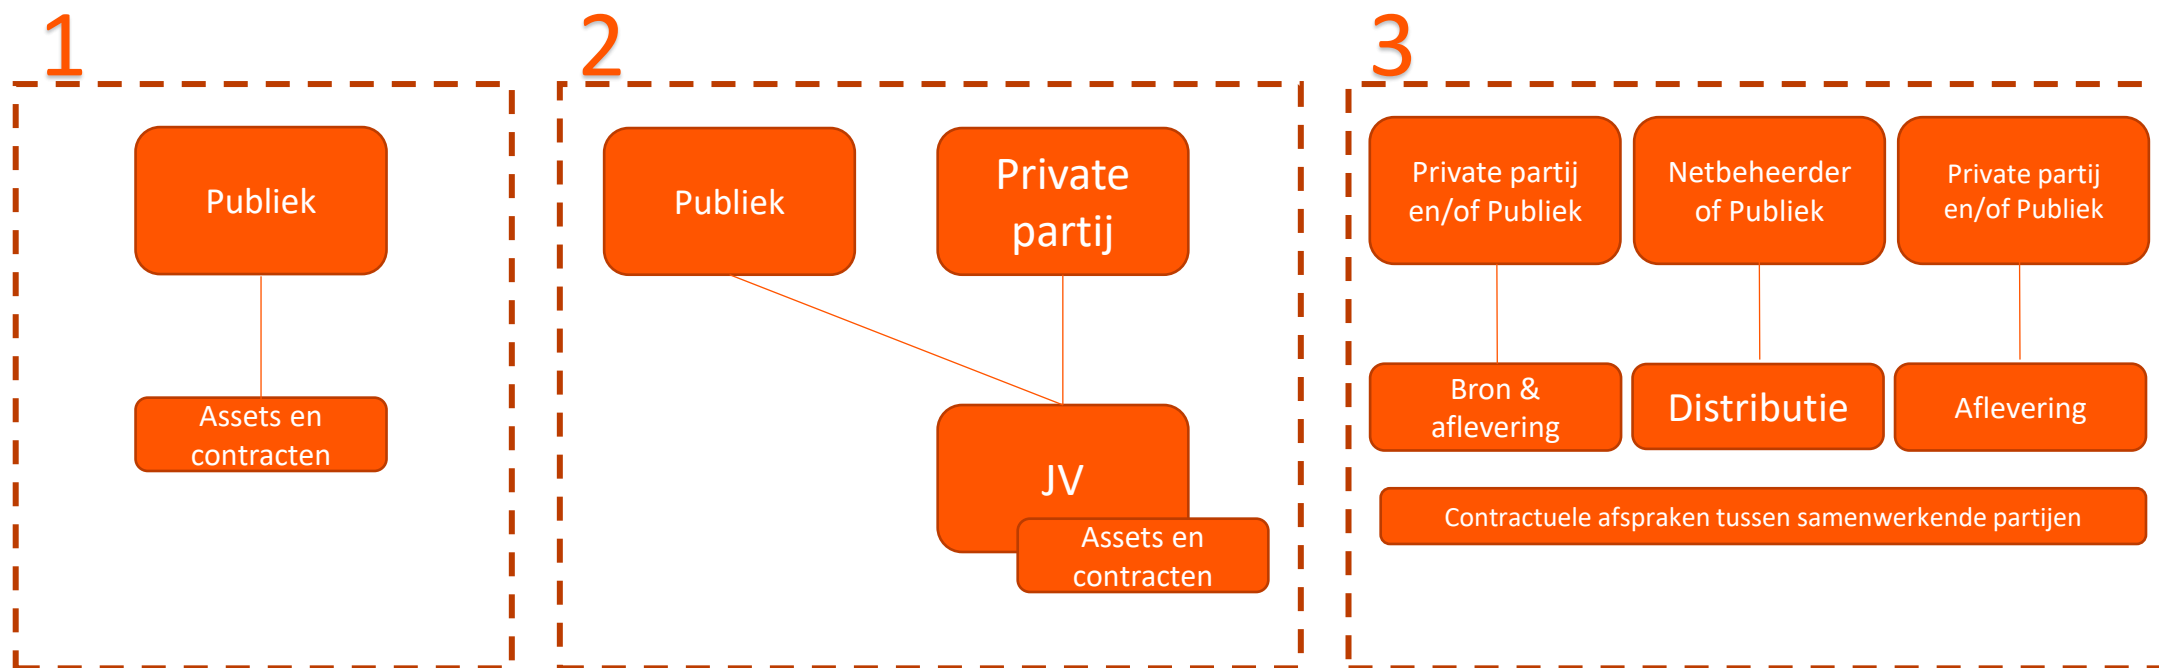 1
Publiek
Assets en
contracten
2
Publiek
Private
partij
JV
Assets en
contracten
3
Private partij
en/of Publiek
Netbeheerder
of Publiek
Private partij
en/of Publiek
Bron &
aflevering
Distributie
Aflevering
Contractuele afspraken tussen samenwerkende partijen